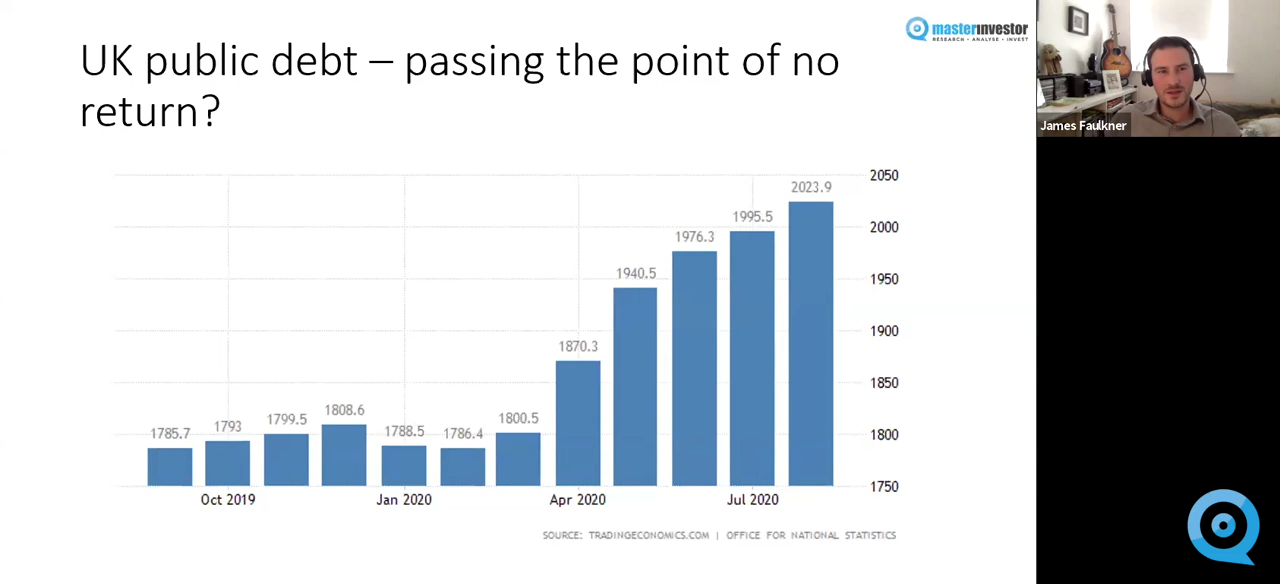 UK public debt – passing the point of no
return?
masterinvestor
RESEARCH • ANALYSE • INVEST
James Faulkner
2050
2000
1950
1900
1850
1800
1750
1785.7
1793
1799.5
1808.6
1788.5
1786.4
1800.5
1870.3
1940.5
1976.3
1995.5
2023.9
Oct 2019
Jan 2020
Apr 2020
Jul 2020
SOURCE: TRADINGECONOMICS.COM | OFFICE FOR NATIONAL STATISTICS